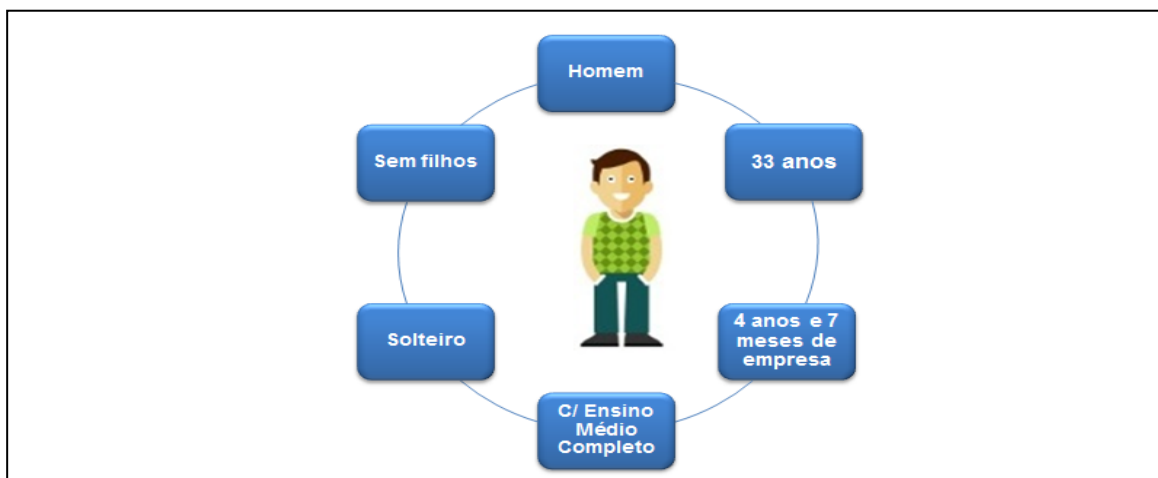 Homem
33 anos
4 anos e 7
meses de
empresa
C/ Ensino
Médio
Completo
Solteiro
Sem filhos